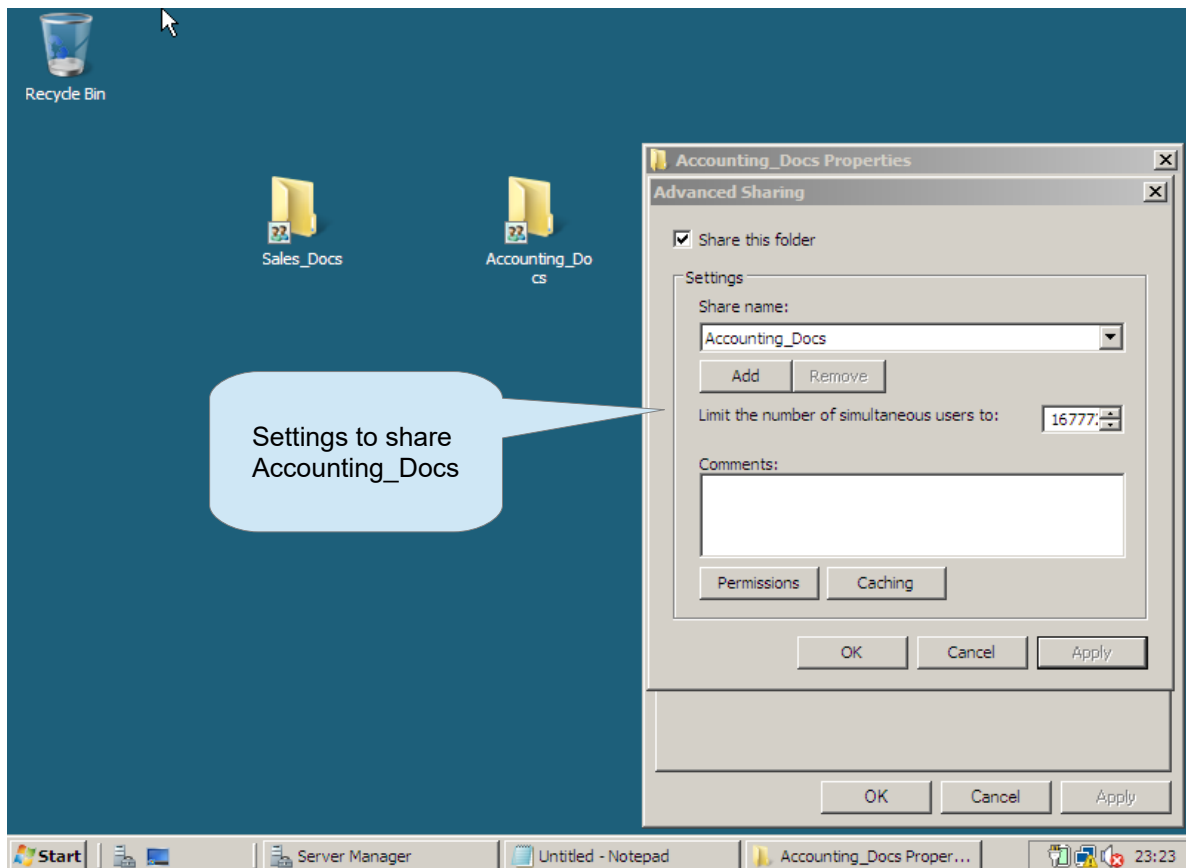 Recycle Bin
Sales_Docs
Accounting_Do
cs
Settings to share
Accounting_Docs
Accounting_Docs Properties
Advanced Sharing
Share this folder
Settings
Share name:
Accounting_Docs
Add Remove
Limit the number of simultaneous users to: 16777
Comments:
Permissions Caching
OK Cancel Apply
OK Cancel Apply
Start Server Manager Untitled - Notepad Accounting_Docs Proper... 23:23